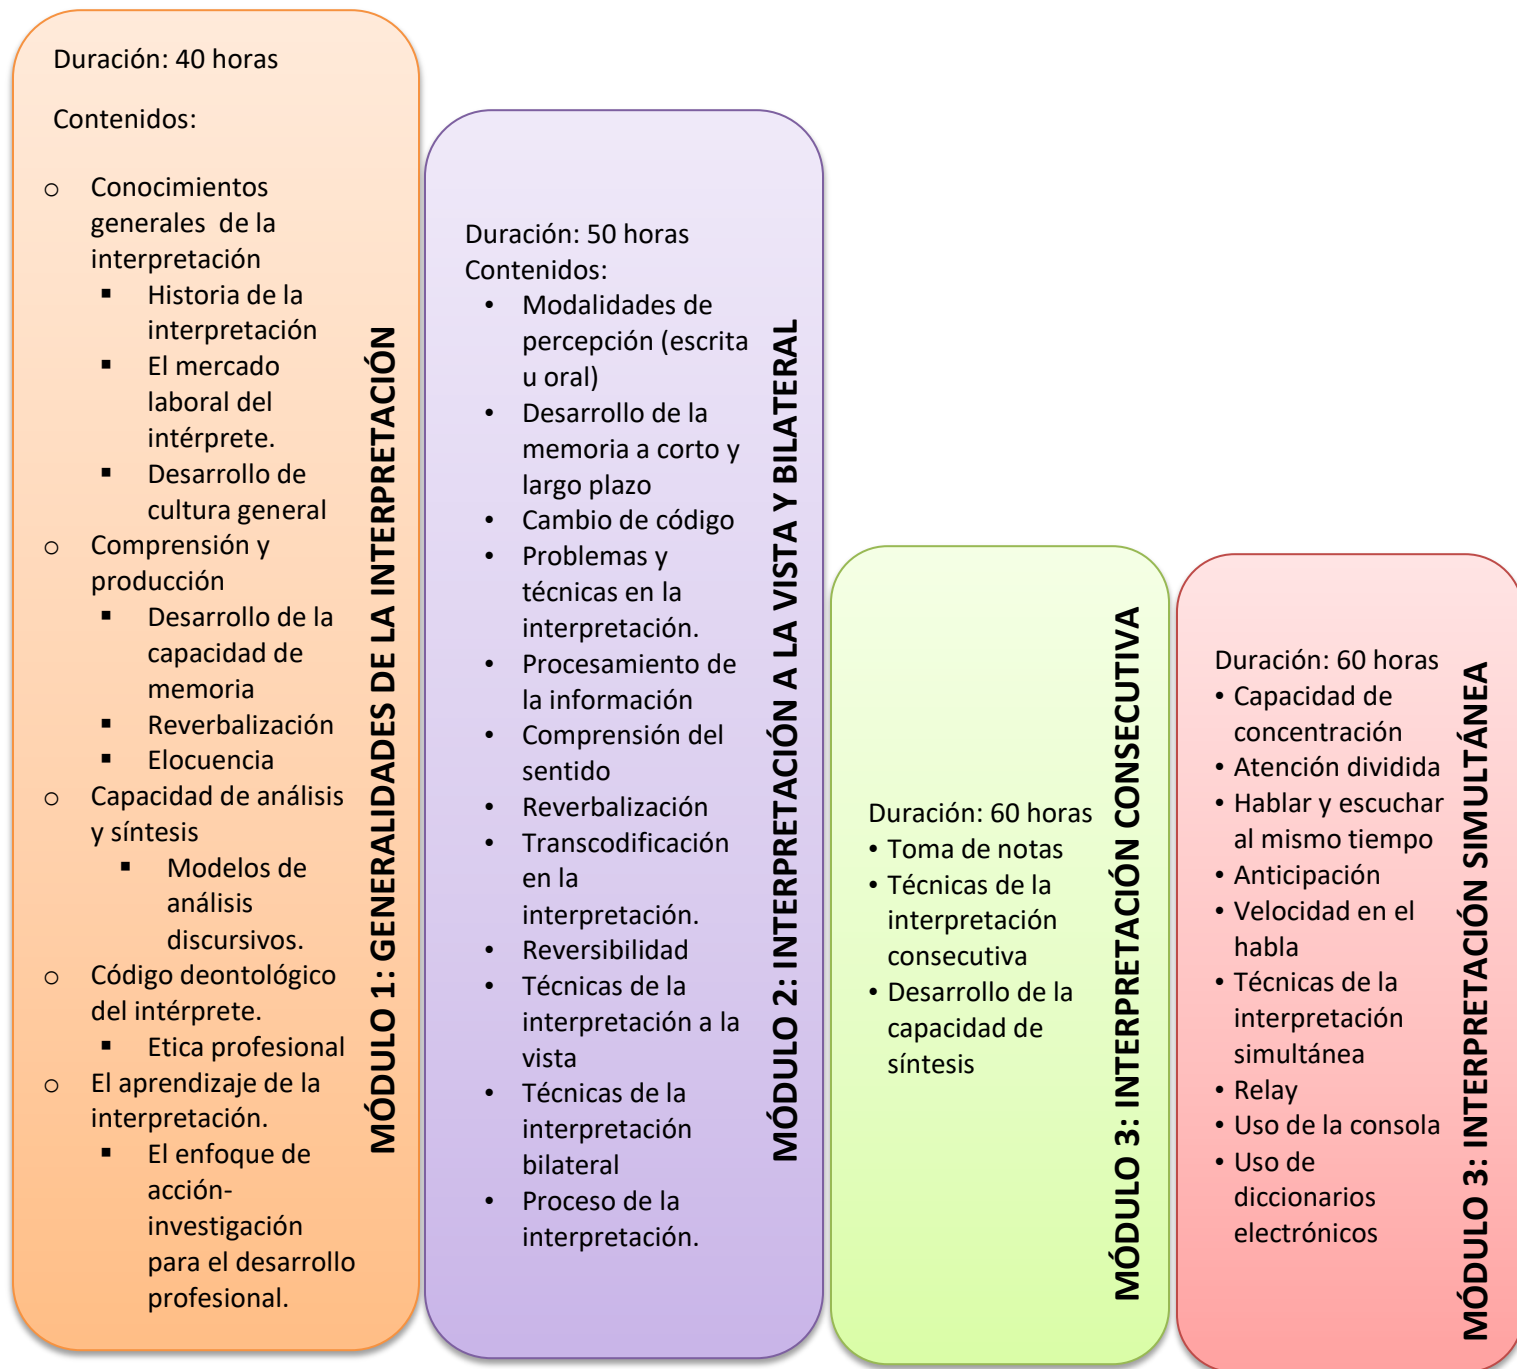 Duración: 40 horas
Contenidos:
o Conocimientos
generales de la
interpretación
▪ Historia de la
interpretación
▪ El mercado
laboral del
intérprete.
▪ Desarrollo de
cultura general
o Comprensión y
producción
▪ Desarrollo de la
capacidad de
memoria
▪ Reverbalización
▪ Elocuencia
o Capacidad de análisis
y síntesis
▪ Modelos de
análisis
discursivos.
o Código deontológico
del intérprete.
▪ Etica profesional
o El aprendizaje de la
interpretación.
▪ El enfoque de
acción-
investigación
para el desarrollo
profesional.
MÓDULO 1: GENERALIDADES DE LA INTERPRETACIÓN
Duración: 50 horas
Contenidos:
• Modalidades de
percepción (escrita
u oral)
• Desarrollo de la
memoria a corto y
largo plazo
• Cambio de código
• Problemas y
técnicas en la
interpretación.
• Procesamiento de
la información
• Comprensión del
sentido
• Reverbalización
• Transcodificación
en la
interpretación.
• Reversibilidad
• Técnicas de la
interpretación a la
vista
• Técnicas de la
interpretación
bilateral
• Proceso de la
interpretación.
MÓDULO 2: INTERPRETACIÓN A LA VISTA Y BILATERAL
Duración: 60 horas
• Toma de notas
• Técnicas de la
interpretación
consecutiva
• Desarrollo de la
capacidad de
síntesis
MÓDULO 3: INTERPRETACIÓN CONSECUTIVA
Duración: 60 horas
• Capacidad de
concentración
• Atención dividida
• Hablar y escuchar
al mismo tiempo
• Anticipación
• Velocidad en el
habla
• Técnicas de la
interpretación
simultánea
• Relay
• Uso de la consola
• Uso de
diccionarios
electrónicos
MÓDULO 3: INTERPRETACIÓN SIMULTÁNEA